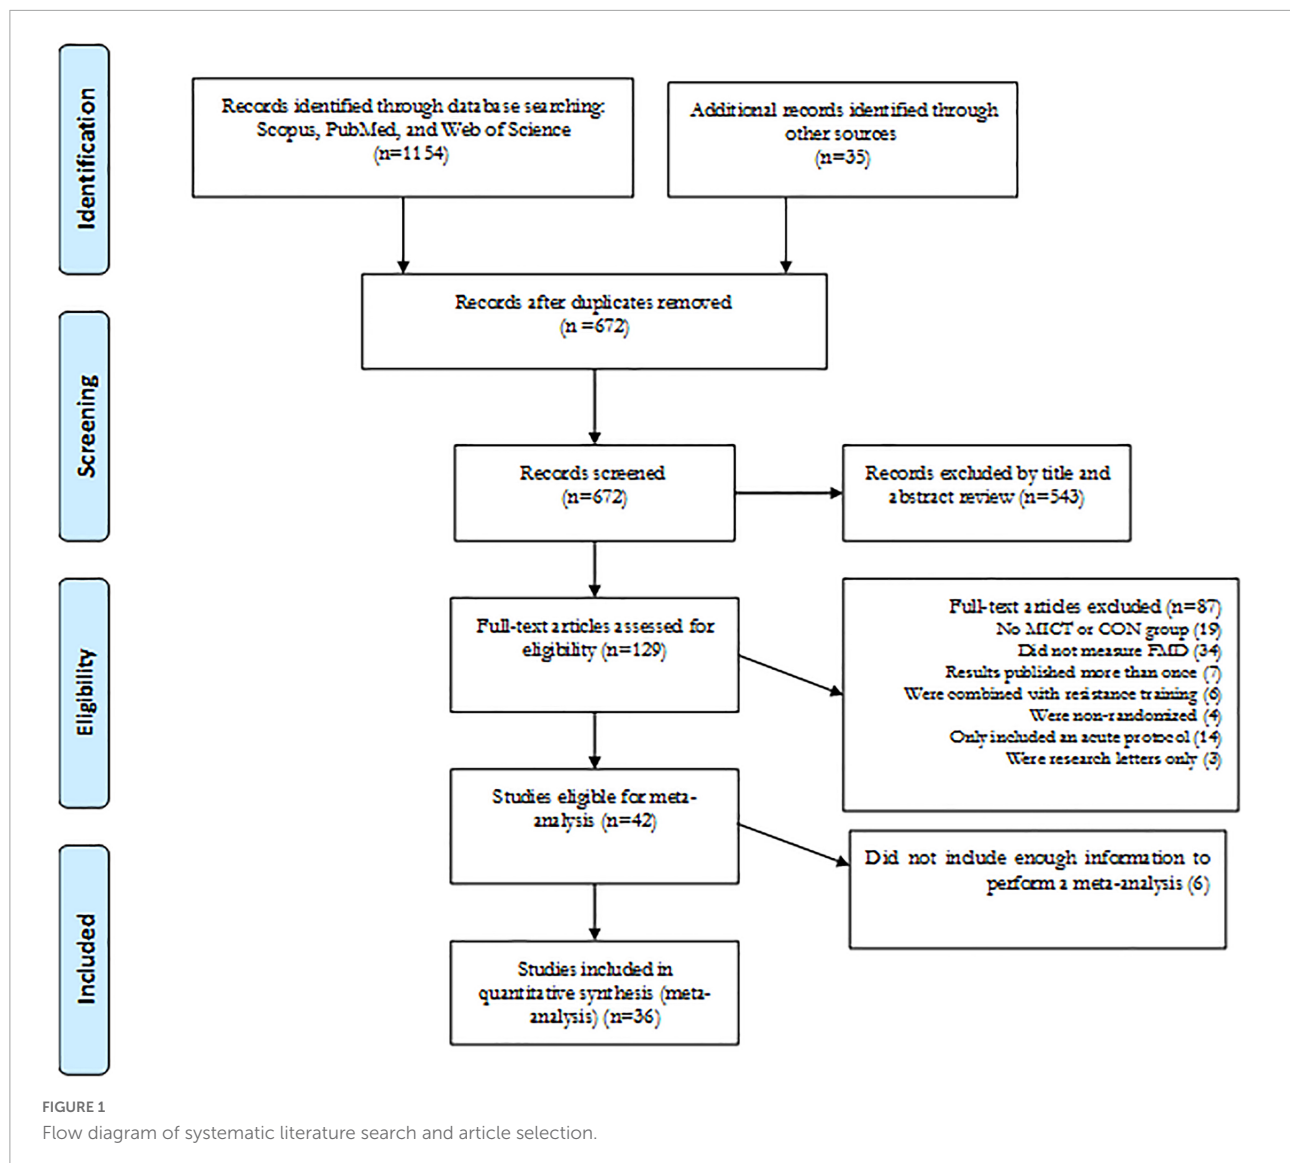 Identification
Records identified through database searching:
Scopus, PubMed, and Web of Science
(n=1154)
Additional records identified through
other sources
(n=35)
Records after duplicates removed
(n =672)
Screening
Records screened
(n=672)
Records excluded by title and
abstract review (n=543)
Eligibility
Full-text articles assessed for
eligibility (n=129)
Full-text articles excluded (n=87)
No MICT or CON group (19)
Did not measure FMD (34)
Results published more than once (7)
Were combined with resistance training (6)
Were non-randomized (4)
Only included an acute protocol (14)
Were research letters only (3)
Studies eligible for meta-
analysis (n=42)
Did not include enough information to
perform a meta-analysis (6)
Included
Studies included in
quantitative synthesis (meta-
analysis) (n=36)
FIGURE 1
Flow diagram of systematic literature search and article selection.